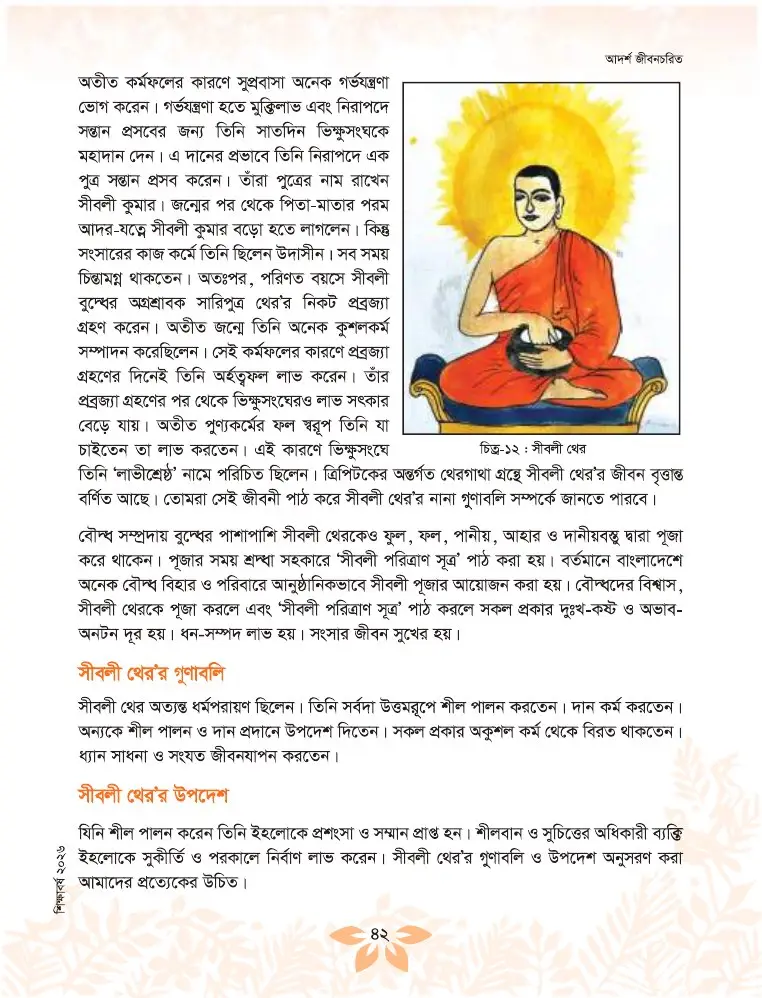 আদর্শ জীবনচরিত
অতীত কর্মফলের কারণে সুপ্রবাসা অনেক গর্ভযন্ত্রণা
ভোগ করেন। গর্ভযন্ত্রণা হতে মুক্তিলাভ এবং নিরাপদে
সন্তান প্রসবের জন্য তিনি সাতদিন ভিক্ষুসংঘকে
মহাদান দেন। এ দানের প্রভাবে তিনি নিরাপদে এক
পুত্র সন্তান প্রসব করেন। তাঁরা পুত্রের নাম রাখেন
সীবলী কুমার। জন্মের পর থেকে পিতা-মাতার পরম
আদর-যত্নে সীবলী কুমার বড়ো হতে লাগলেন। কিন্তু
সংসারের কাজ কর্মে তিনি ছিলেন উদাসীন। সব সময়
চিন্তামগ্ন থাকতেন। অতঃপর, পরিণত বয়সে সীবলী
বুদ্ধের অগ্রশ্রাবক সারিপুত্র থের’র নিকট প্রব্রজ্যা
গ্রহণ করেন। অতীত জন্মে তিনি অনেক কুশলকর্ম
সম্পাদন করেছিলেন। সেই কর্মফলের কারণে প্রব্রজ্যা
গ্রহণের দিনেই তিনি অর্হত্ত্বফল লাভ করেন। তাঁর
প্রব্রজ্যা গ্রহণের পর থেকে ভিক্ষুসংঘেরও লাভ সৎকার
বেড়ে যায়। অতীত পুণ্যকর্মের ফল স্বরূপ তিনি যা
চাইতেন তা লাভ করতেন। এই কারণে ভিক্ষুসংঘে
চিত্র-১২ : সীবলী থের
তিনি ‘লাভীশ্রেষ্ঠ’ নামে পরিচিত ছিলেন। ত্রিপিটকের অন্তর্গত থেরগাথা গ্রন্থে সীবলী থের’র জীবন বৃত্তান্ত
বর্ণিত আছে। তোমরা সেই জীবনী পাঠ করে সীবলী থের’র নানা গুণাবলি সম্পর্কে জানতে পারবে।
বৌদ্ধ সম্প্রদায় বুদ্ধের পাশাপাশি সীবলী থেরকেও ফুল, ফল, পানীয়, আহার ও দানীয়বস্তু দ্বারা পূজা
করে থাকেন। পূজার সময় শ্রদ্ধা সহকারে ‘সীবলী পরিত্রাণ সূত্র’ পাঠ করা হয়। বর্তমানে বাংলাদেশে
অনেক বৌদ্ধ বিহার ও পরিবারে আনুষ্ঠানিকভাবে সীবলী পূজার আয়োজন করা হয়। বৌদ্ধদের বিশ্বাস,
সীবলী থেরকে পূজা করলে এবং ‘সীবলী পরিত্রাণ সূত্র’ পাঠ করলে সকল প্রকার দুঃখ-কষ্ট ও অভাব-
অনটন দূর হয়। ধন-সম্পদ লাভ হয়। সংসার জীবন সুখের হয়।
সীবলী থের’র গুণাবলি
সীবলী থের অত্যন্ত ধর্মপরায়ণ ছিলেন। তিনি সর্বদা উত্তমরূপে শীল পালন করতেন। দান কর্ম করতেন।
অন্যকে শীল পালন ও দান প্রদানে উপদেশ দিতেন। সকল প্রকার অকুশল কর্ম থেকে বিরত থাকতেন।
ধ্যান সাধনা ও সংযত জীবনযাপন করতেন।
সীবলী থের’র উপদেশ
যিনি শীল পালন করেন তিনি ইহলোকে প্রশংসা ও সম্মান প্রাপ্ত হন। শীলবান ও সুচিত্তের অধিকারী ব্যক্তি
ইহলোকে সুকীর্তি ও পরকালে নির্বাণ লাভ করেন। সীবলী থের’র গুণাবলি ও উপদেশ অনুসরণ করা
আমাদের প্রত্যেকের উচিত।
শিক্ষাবর্ষ ২০২৬
৪২